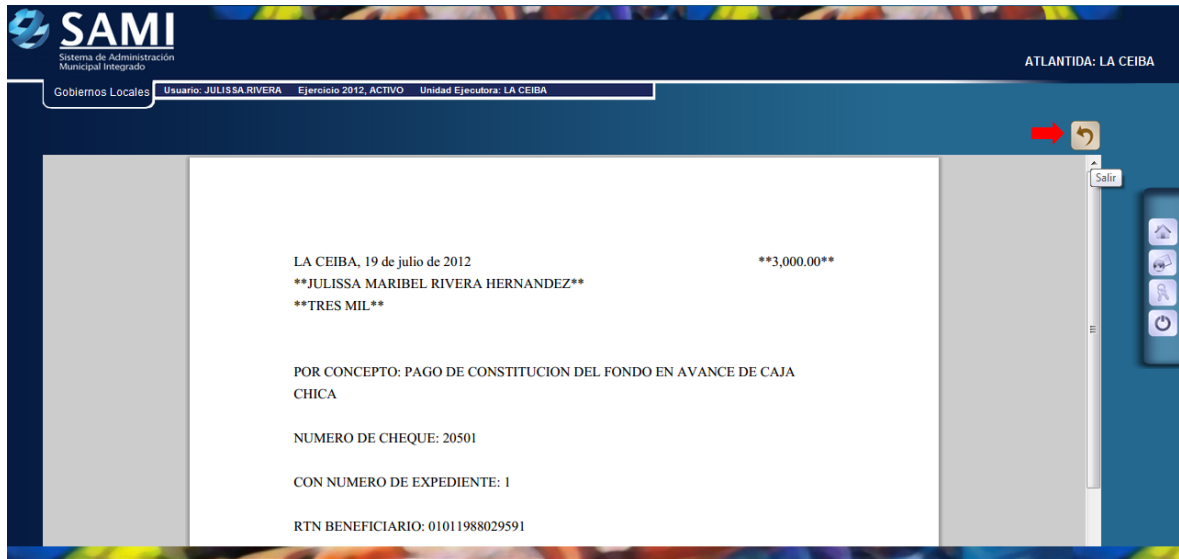 SAMI
Sistema de Administración
Municipal Integrado
ATLANTIDA: LA CEIBA
Gobiernos Locales
Usuario: JULISSA.RIVERA Ejercicio 2012, ACTIVO Unidad Ejecutora: LA CEIBA
Salir
LA CEIBA, 19 de julio de 2012 **3,000.00**
**JULISSA MARIBEL RIVERA HERNANDEZ**
**TRES MIL**
POR CONCEPTO: PAGO DE CONSTITUCION DEL FONDO EN AVANCE DE CAJA
CHICA
NUMERO DE CHEQUE: 20501
CON NUMERO DE EXPEDIENTE: 1
RTN BENEFICIARIO: 01011988029591